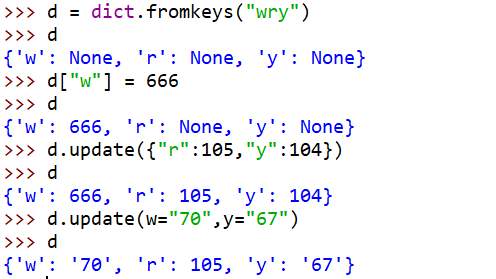 >>> d = dict.fromkeys("wry")
>>> d
{'w': None, 'r': None, 'y': None}
>>> d["w"] = 666
>>> d
{'w': 666, 'r': None, 'y': None}
>>> d.update({"r":105,"y":104})
>>> d
{'w': 666, 'r': 105, 'y': 104}
>>> d.update(w="70",y="67")
>>> d
{'w': '70', 'r': 105, 'y': '67'}